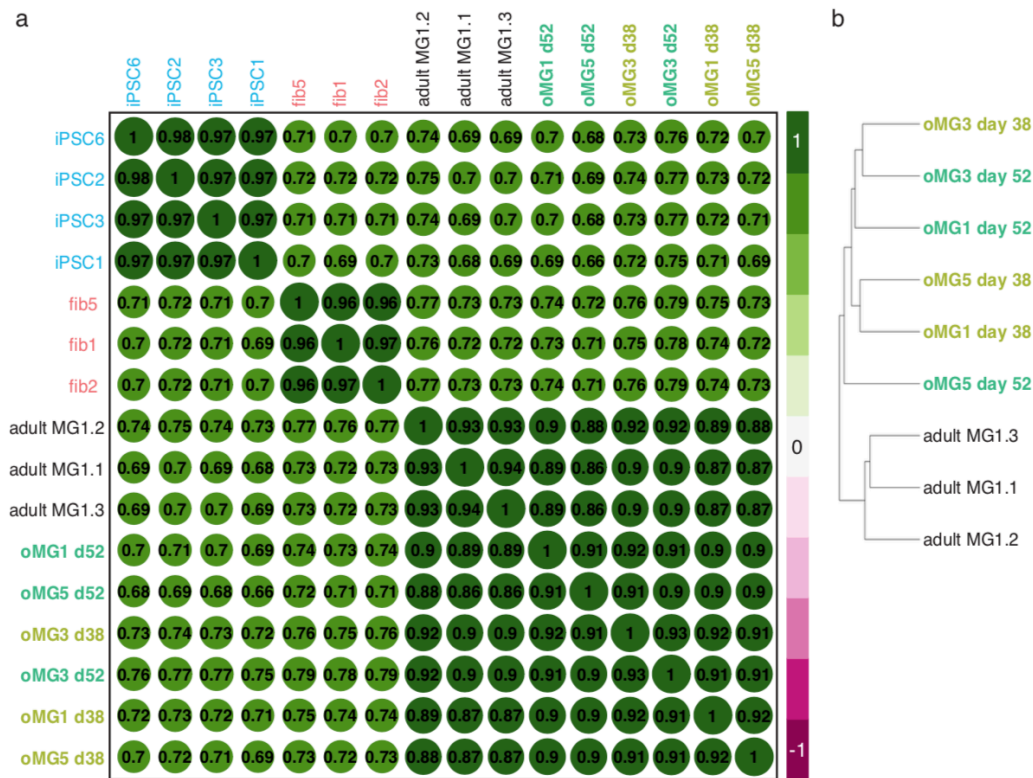 a
b
iPSC6 iPSC2 iPSC3 iPSC1 fib5 fib1 fib2 adult MG1.2 adult MG1.1 adult MG1.3 oMG1 d52 oMG5 d52 oMG3 d38 oMG3 d52 oMG1 d38 oMG5 d38
iPSC6 1 0.98 0.97 0.97 0.71 0.7 0.7 0.74 0.69 0.69 0.7 0.68 0.73 0.76 0.72 0.7
iPSC2 0.98 1 0.97 0.97 0.72 0.72 0.72 0.75 0.7 0.7 0.71 0.69 0.74 0.77 0.73 0.72
iPSC3 0.97 0.97 1 0.97 0.71 0.71 0.71 0.74 0.69 0.7 0.7 0.68 0.73 0.77 0.72 0.71
iPSC1 0.97 0.97 0.97 1 0.7 0.69 0.7 0.73 0.68 0.69 0.69 0.66 0.72 0.75 0.71 0.69
fib5 0.71 0.72 0.71 0.7 1 0.96 0.96 0.77 0.73 0.73 0.74 0.72 0.76 0.79 0.75 0.73
fib1 0.7 0.72 0.71 0.69 0.96 1 0.97 0.76 0.72 0.72 0.73 0.71 0.75 0.78 0.74 0.72
fib2 0.7 0.72 0.71 0.7 0.96 0.97 1 0.77 0.73 0.73 0.74 0.71 0.76 0.79 0.74 0.73
adult MG1.2 0.74 0.75 0.74 0.73 0.77 0.76 0.77 1 0.93 0.93 0.9 0.88 0.92 0.92 0.89 0.88
adult MG1.1 0.69 0.7 0.69 0.68 0.73 0.72 0.73 0.93 1 0.94 0.89 0.86 0.9 0.9 0.87 0.87
adult MG1.3 0.69 0.7 0.7 0.69 0.73 0.72 0.73 0.93 0.94 1 0.89 0.86 0.9 0.9 0.87 0.87
oMG1 d52 0.7 0.71 0.7 0.69 0.74 0.73 0.74 0.9 0.89 0.89 1 0.91 0.92 0.91 0.9 0.9
oMG5 d52 0.68 0.69 0.68 0.66 0.72 0.71 0.71 0.88 0.86 0.86 0.91 1 0.91 0.9 0.9 0.9
oMG3 d38 0.73 0.74 0.73 0.72 0.76 0.75 0.76 0.92 0.9 0.9 0.92 0.91 1 0.93 0.92 0.91
oMG3 d52 0.76 0.77 0.77 0.75 0.79 0.78 0.79 0.92 0.9 0.9 0.91 0.9 0.93 1 0.91 0.91
oMG1 d38 0.72 0.73 0.72 0.71 0.75 0.74 0.74 0.89 0.87 0.87 0.9 0.9 0.92 0.91 1 0.92
oMG5 d38 0.7 0.72 0.71 0.69 0.73 0.72 0.73 0.88 0.87 0.87 0.9 0.9 0.91 0.91 0.92 1
1
0
-1
oMG3 day 38
oMG3 day 52
oMG1 day 52
oMG5 day 38
oMG1 day 38
oMG5 day 52
adult MG1.3
adult MG1.1
adult MG1.2